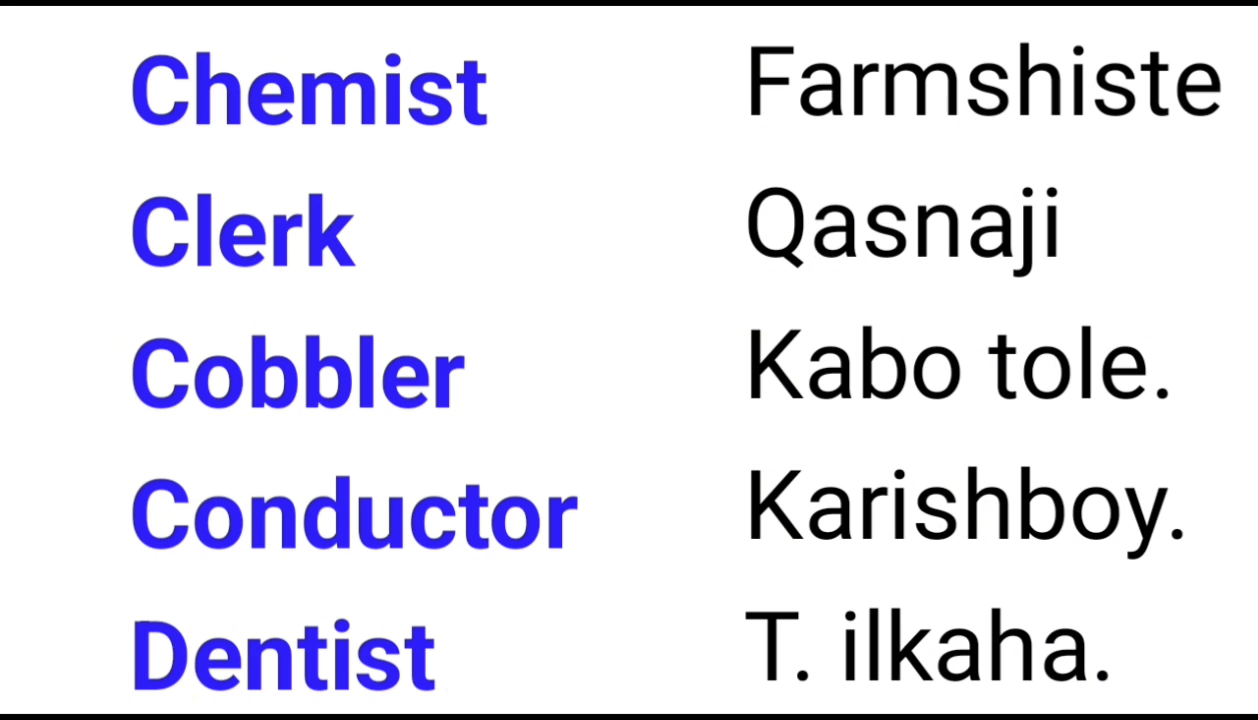 Chemist Farmshiste
Clerk Qasnaji
Cobbler Kabo tole.
Conductor Karishboy.
Dentist T. ilkaha.